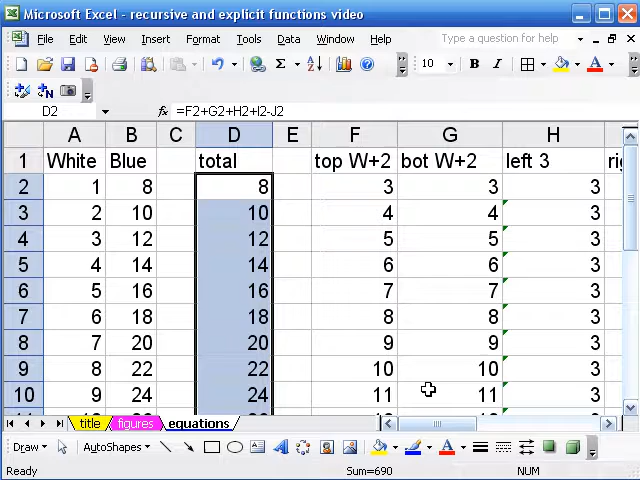 Microsoft Excel - recursive and explicit functions video
File Edit View Insert Format Tools Data Window Help Type a question for help
10 B
D2 fx =F2+G2+H2+I2-J2
A B C D E F G H
1 White Blue total top W+2 bot W+2 left 3
2 1 8 8 3 3 3
3 2 10 10 4 4 3
4 3 12 12 5 5 3
5 4 14 14 6 6 3
6 5 16 16 7 7 3
7 6 18 18 8 8 3
8 7 20 20 9 9 3
9 8 22 22 10 10 3
10 9 24 24 11 11 3
title figures equations
Draw AutoShapes A
Ready Sum=690 NUM